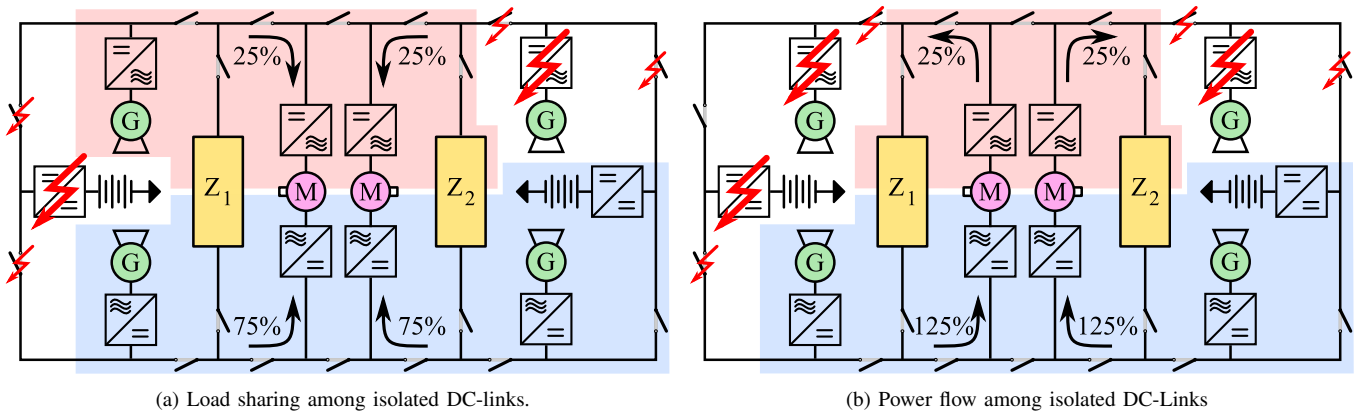 25% 25%
G G
Z1 M M Z2
G G
75% 75%
(a) Load sharing among isolated DC-links.
25% 25%
G G
Z1 M M Z2
G G
125% 125%
(b) Power flow among isolated DC-Links